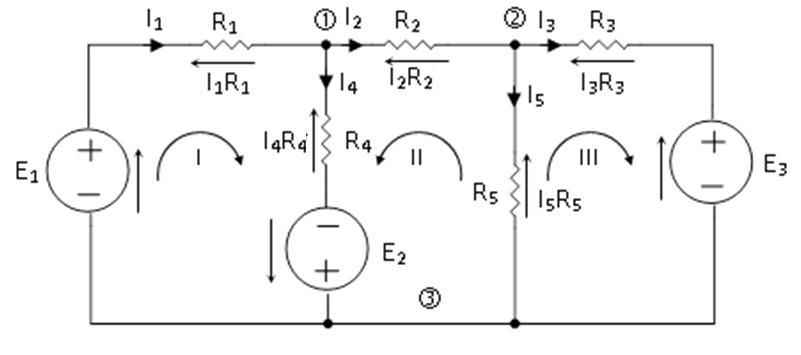 I₁ R₁ ① I₂ R₂ ② I₃ R₃
I₁R₁ I₄ I₂R₂ I₅ I₃R₃
I₄R₄ R₄
E₁ + − I II III + − E₃
R₅ I₅R₅
− + E₂
③